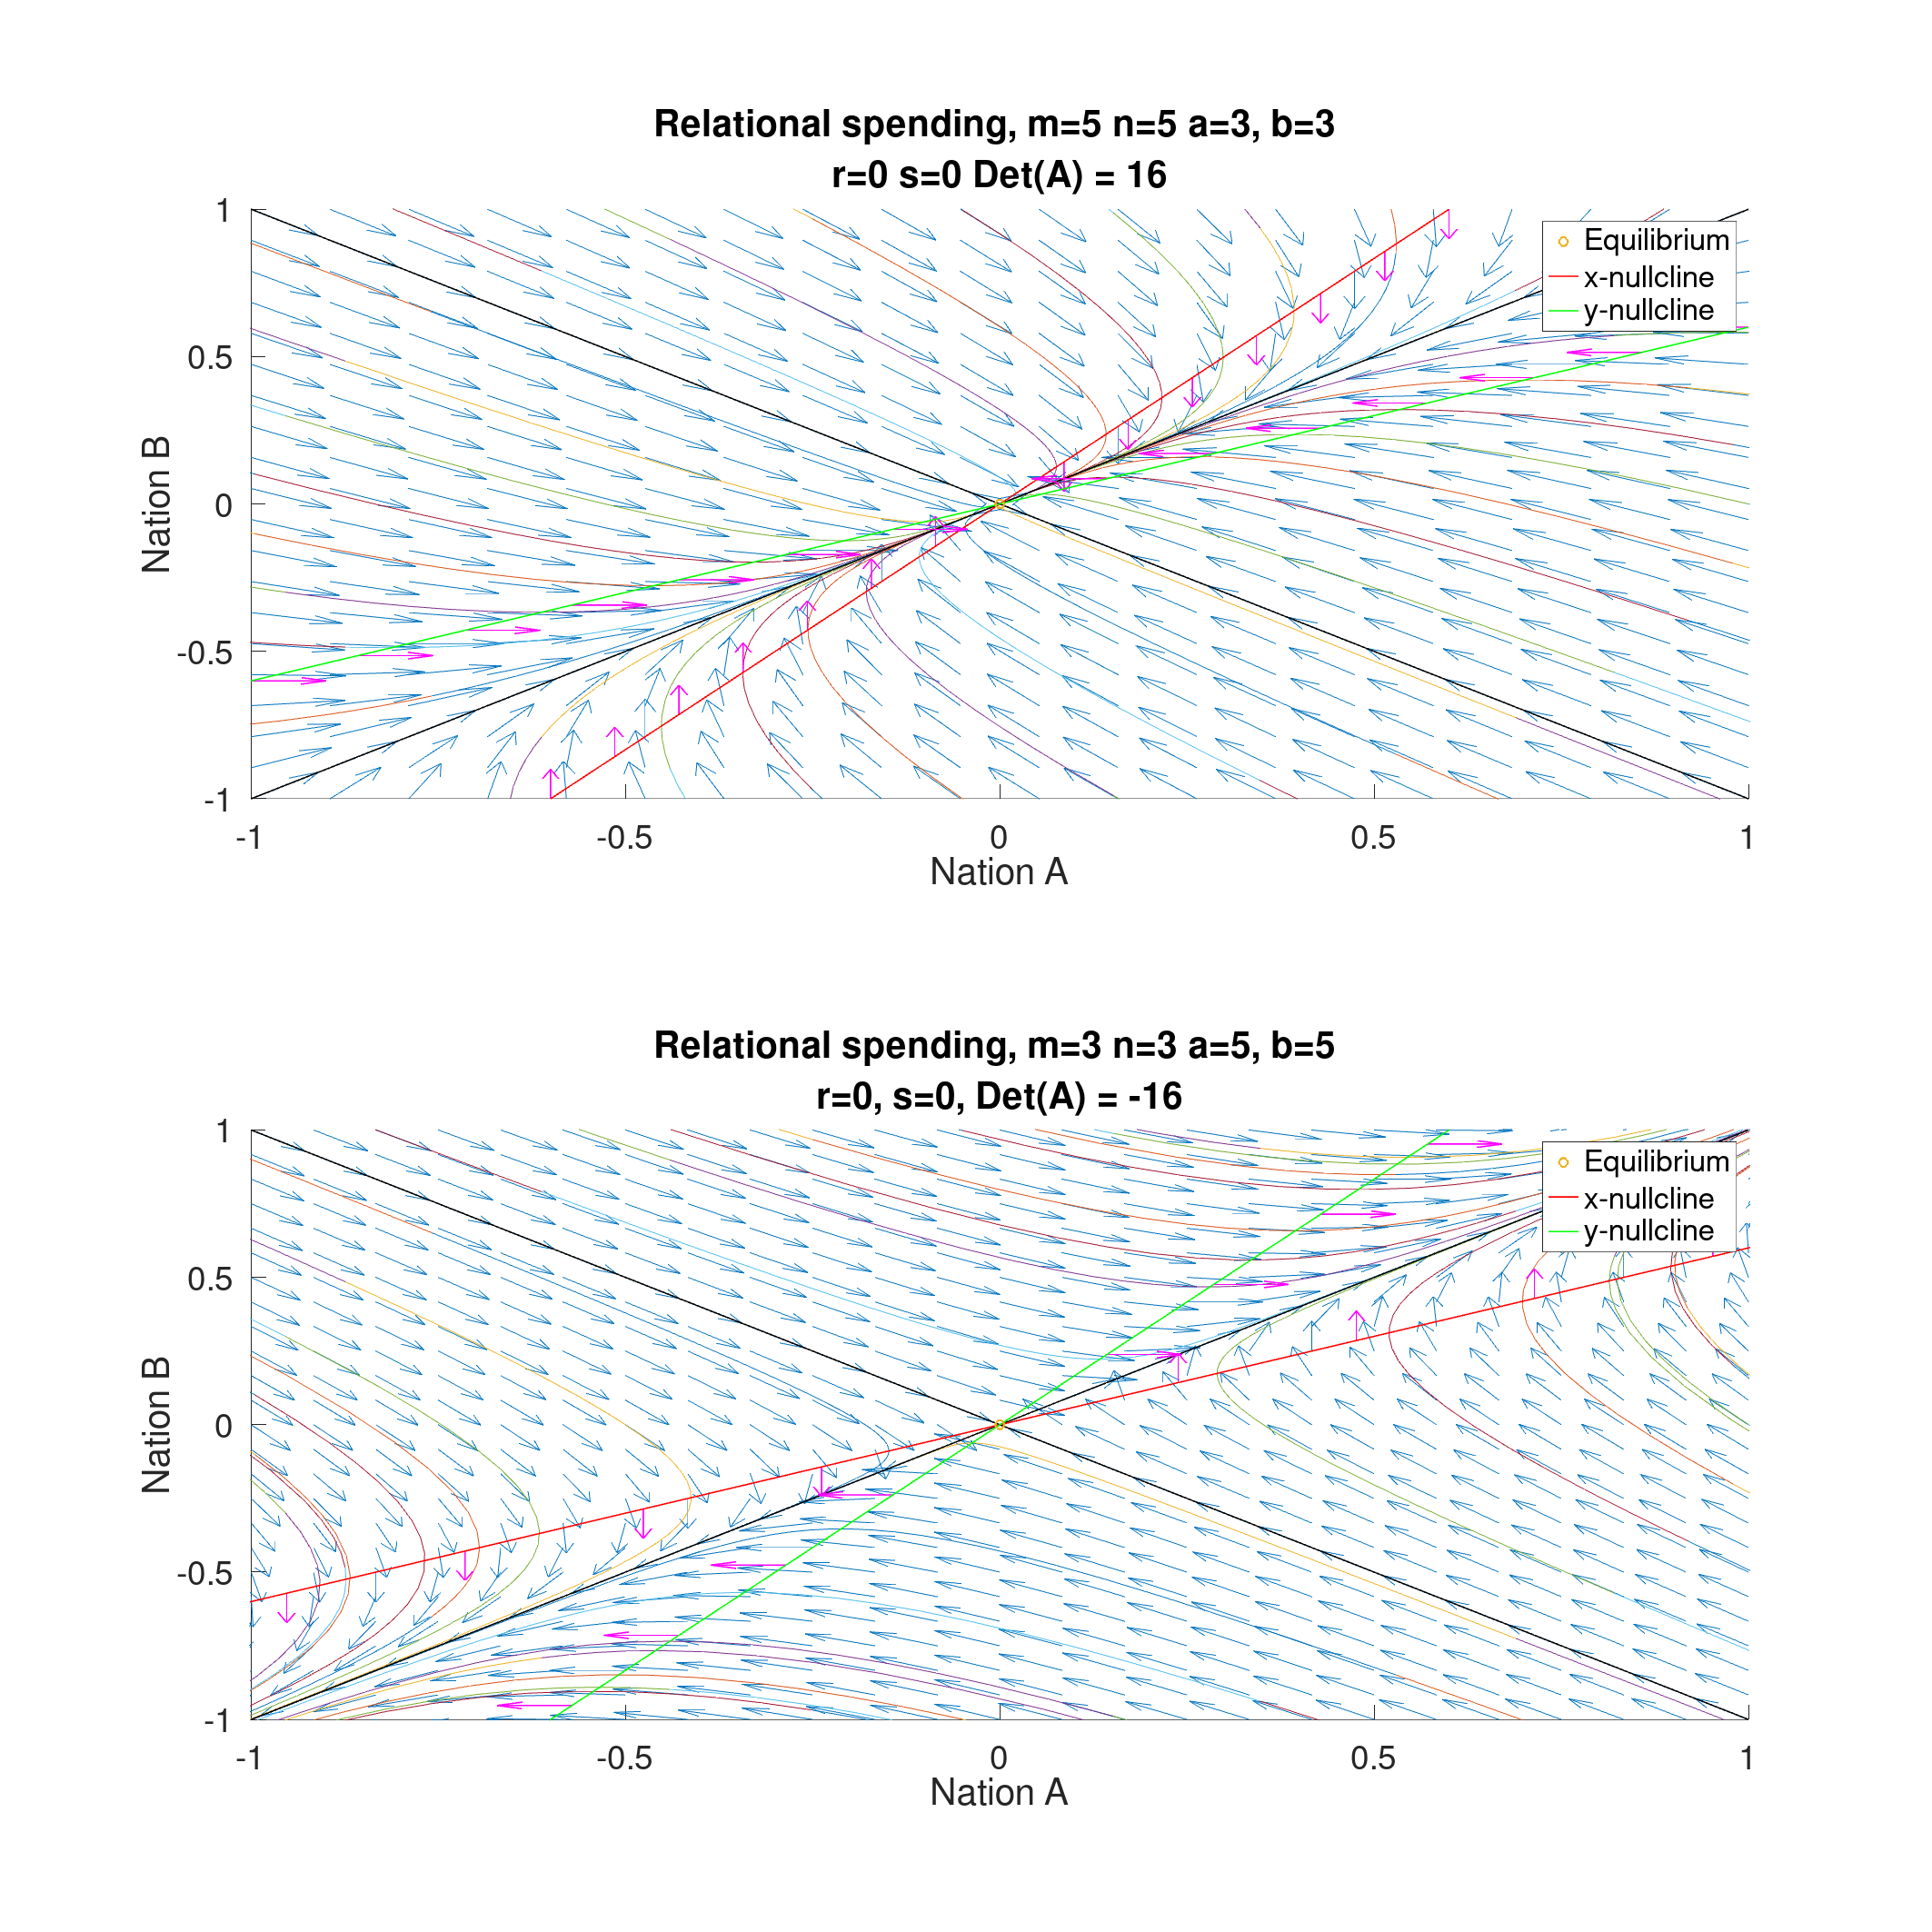 Relational spending, m=5 n=5 a=3, b=3
r=0 s=0 Det(A) = 16
1
0.5
0
-0.5
-1
Nation B
Equilibrium
x-nullcline
y-nullcline
-1
-0.5
0
0.5
1
Nation A
Relational spending, m=3 n=3 a=5, b=5
r=0, s=0, Det(A) = -16
1
0.5
0
-0.5
-1
Nation B
Equilibrium
x-nullcline
y-nullcline
-1
-0.5
0
0.5
1
Nation A